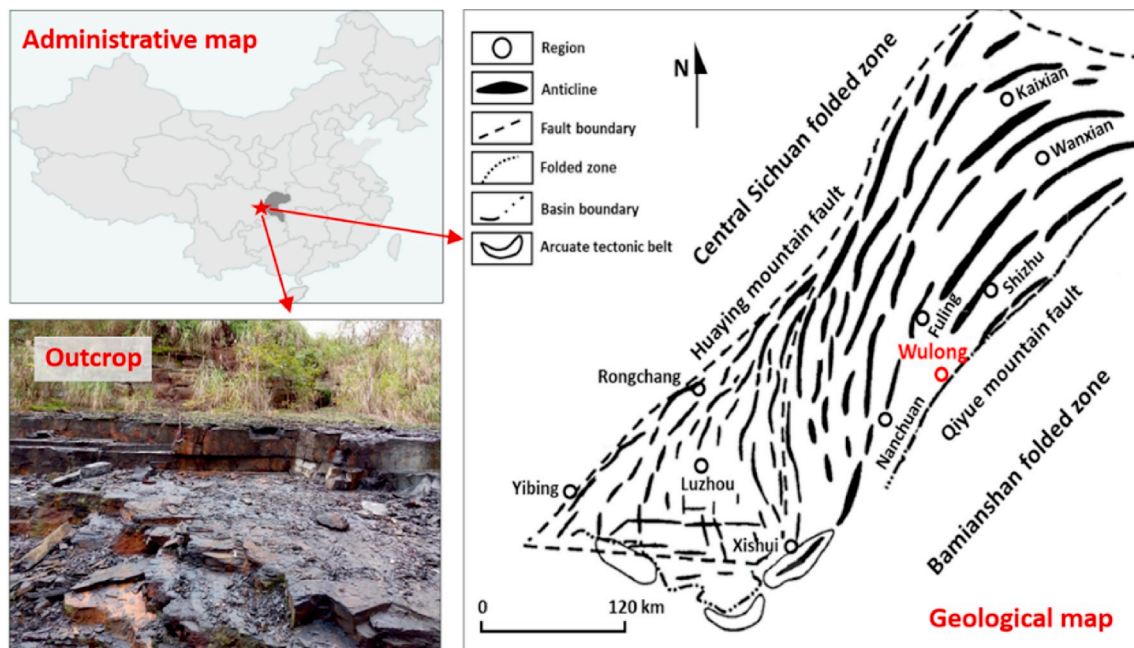 Administrative map
Outcrop
Region
Anticline
Fault boundary
Folded zone
Basin boundary
Arcuate tectonic belt
N
Central Sichuan folded zone
Huaying mountain fault
Kaixian
Wanxian
Shizhu
Fuling
Wulong
Qiyue mountain fault
Nanchuan
Bamianshan folded zone
Rongchang
Luzhou
Yibing
Xishui
0 120 km
Geological map